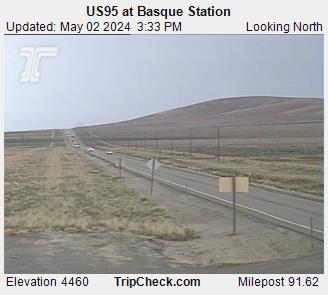 US95 at Basque Station
Updated: May 02 2024 3:33 PM Looking North
Elevation 4460 TripCheck.com Milepost 91.62